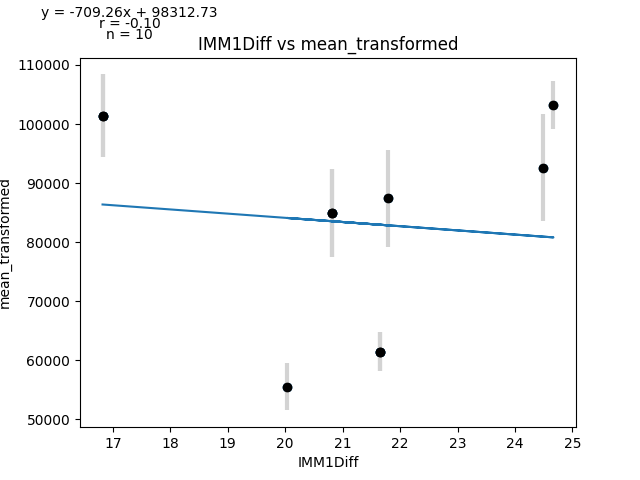 y = -709.26x + 98312.73
r = -0.10
n = 10
IMM1Diff vs mean_transformed
110000
100000
90000
80000
70000
60000
50000
mean_transformed
17 18 19 20 21 22 23 24 25
IMM1Diff